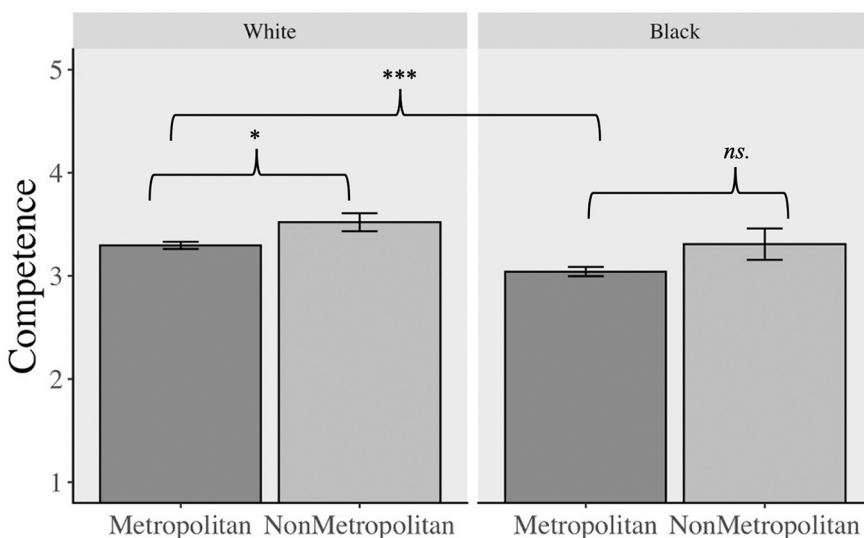 White
Black
Competence
5
4
3
2
1
***
*
ns.
Metropolitan
NonMetropolitan
Metropolitan
NonMetropolitan